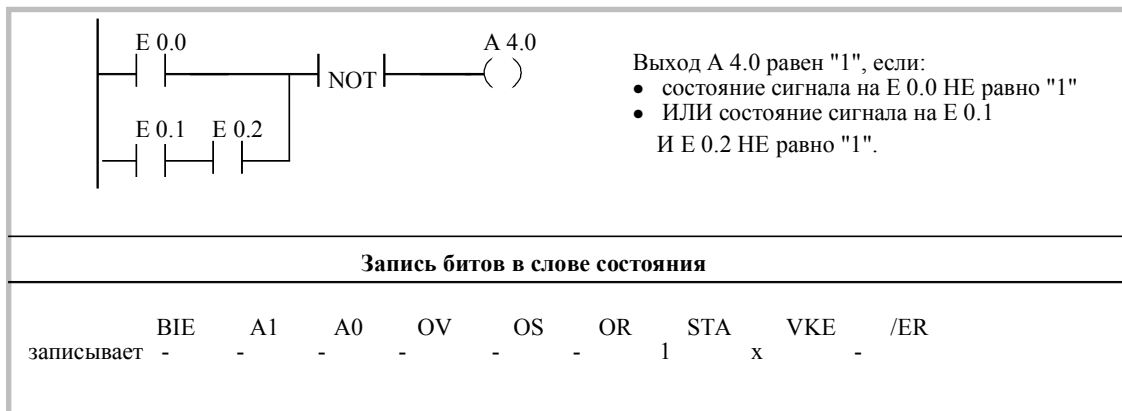 E 0.0
A 4.0
NOT
E 0.1 E 0.2
Выход A 4.0 равен "1", если:
• состояние сигнала на E 0.0 НЕ равно "1"
• ИЛИ состояние сигнала на E 0.1
И E 0.2 НЕ равно "1".
Запись битов в слове состояния
BIE A1 A0 OV OS OR STA VKE /ER
записывает - - - - - - 1 x -